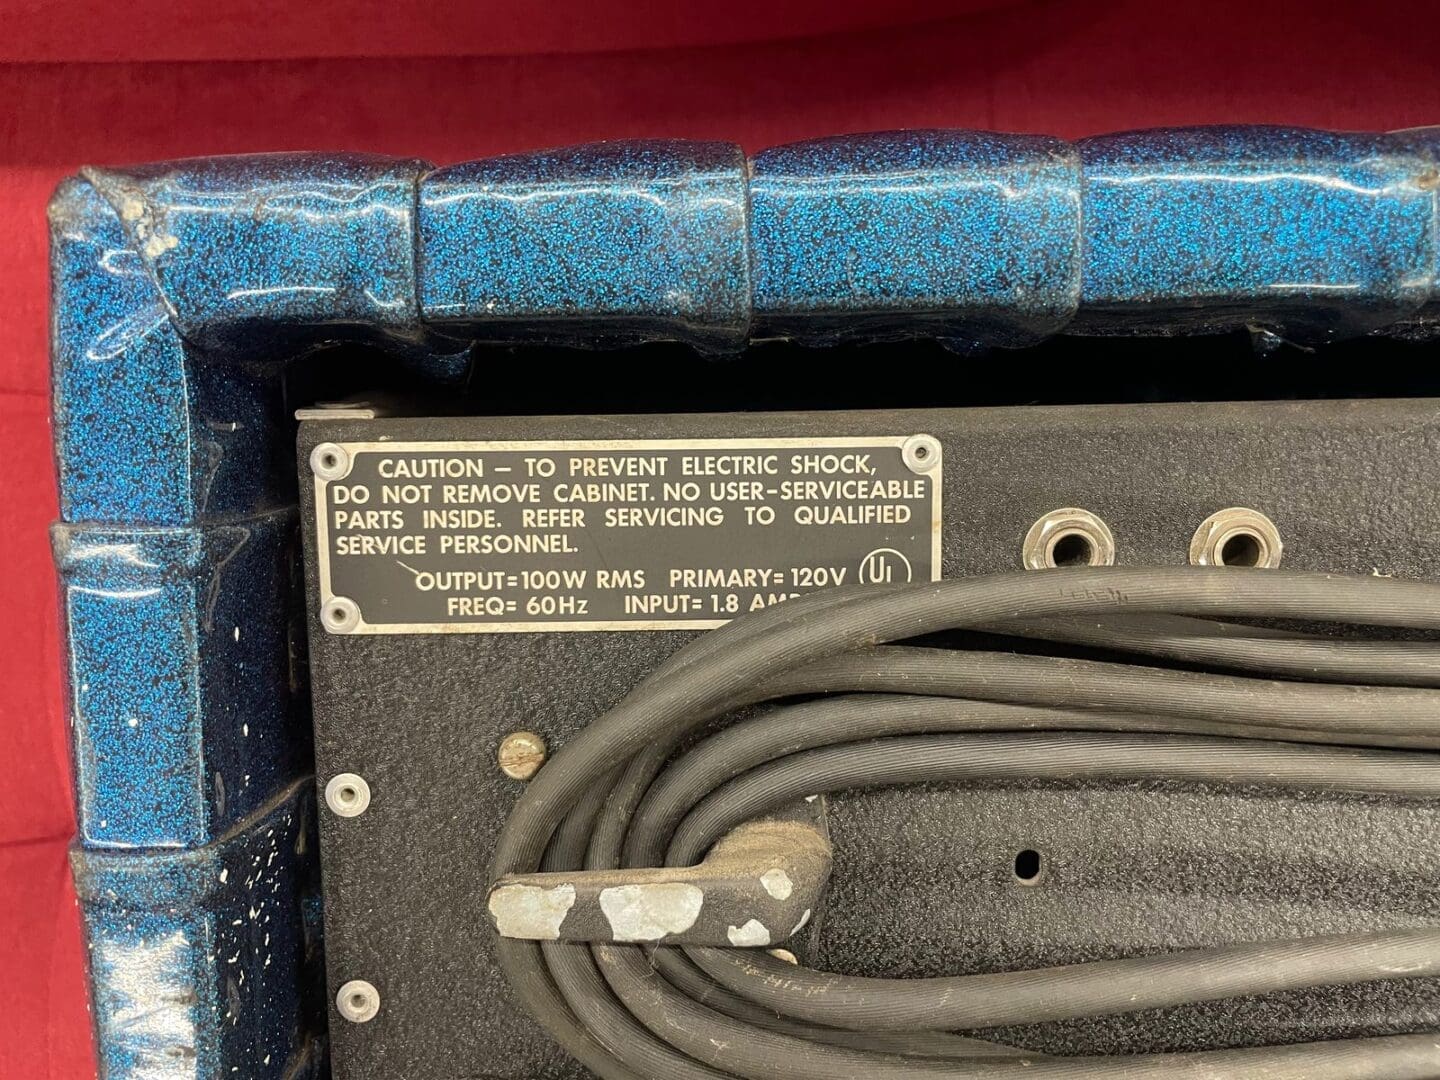 CAUTION — TO PREVENT ELECTRIC SHOCK,
DO NOT REMOVE CABINET. NO USER-SERVICEABLE
PARTS INSIDE. REFER SERVICING TO QUALIFIED
SERVICE PERSONNEL.
OUTPUT=100W RMS PRIMARY= 120V UL
FREQ= 60Hz INPUT= 1.8